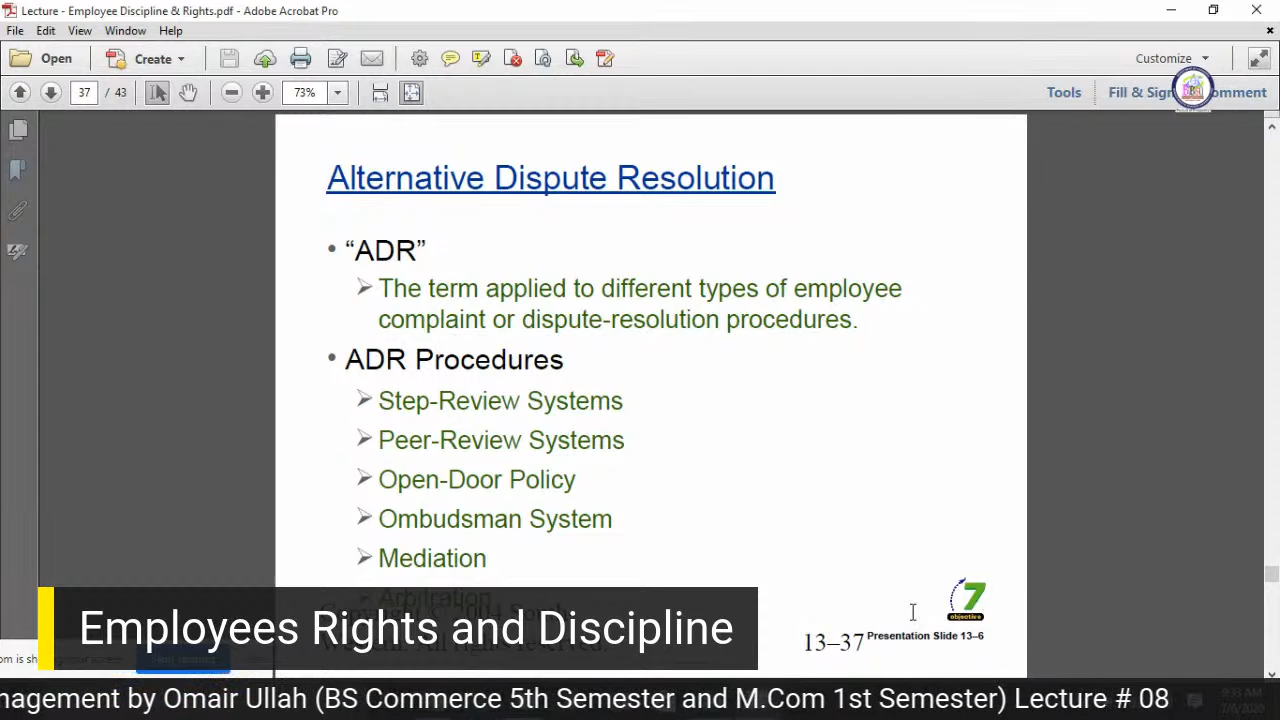 Lecture - Employee Discipline & Rights.pdf - Adobe Acrobat Pro
File Edit View Window Help
Open Create Customize
37 / 43 73% Tools Fill & Sign Comment
Alternative Dispute Resolution
• “ADR”
➢ The term applied to different types of employee
complaint or dispute-resolution procedures.
• ADR Procedures
➢ Step-Review Systems
➢ Peer-Review Systems
➢ Open-Door Policy
➢ Ombudsman System
➢ Mediation
➢ Arbitration
7
objective
13–37 Presentation Slide 13–6
Employees Rights and Discipline
nagement by Omair Ullah (BS Commerce 5th Semester and M.Com 1st Semester) Lecture # 08